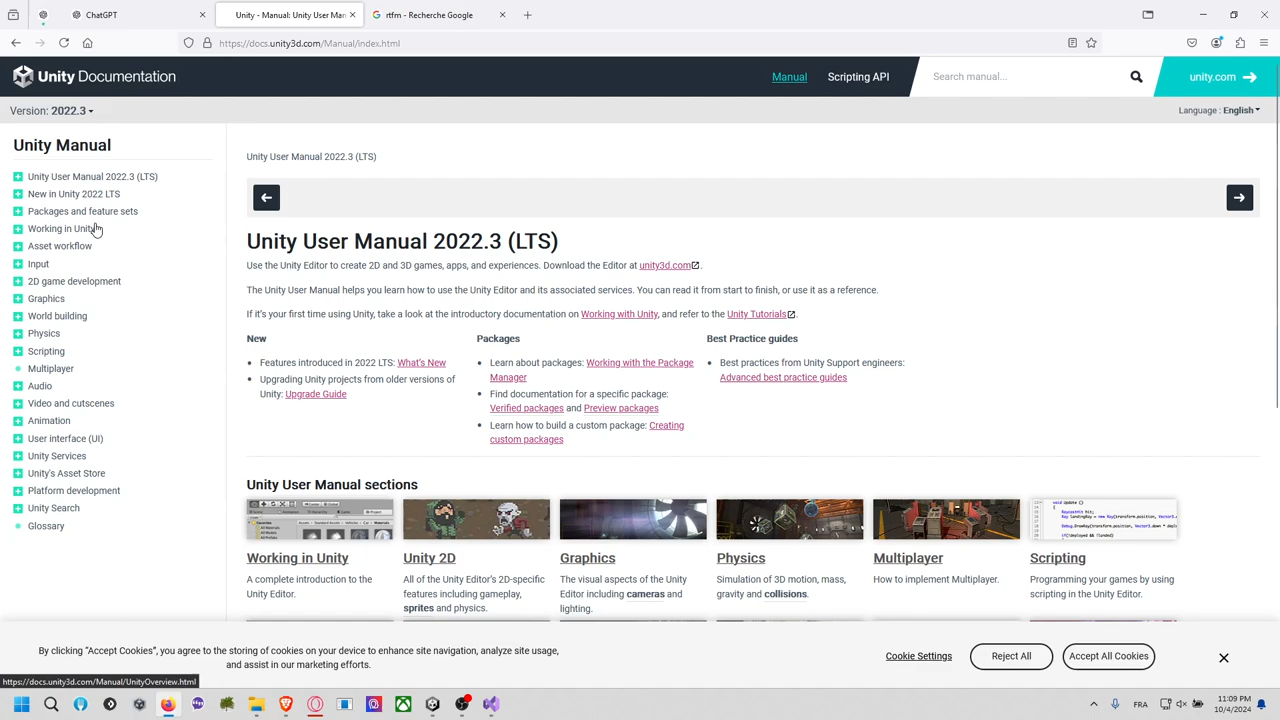 ChatGPT
Unity - Manual: Unity User Man
rtfm - Recherche Google
https://docs.unity3d.com/Manual/index.html
Unity Documentation
Manual
Scripting API
Search manual...
unity.com
Version: 2022.3
Language : English
Unity Manual
Unity User Manual 2022.3 (LTS)
New in Unity 2022 LTS
Packages and feature sets
Working in Unity
Asset workflow
Input
2D game development
Graphics
World building
Physics
Scripting
Multiplayer
Audio
Video and cutscenes
Animation
User interface (UI)
Unity Services
Unity's Asset Store
Platform development
Unity Search
Glossary
Unity User Manual 2022.3 (LTS)
Unity User Manual 2022.3 (LTS)
Use the Unity Editor to create 2D and 3D games, apps, and experiences. Download the Editor at unity3d.com.
The Unity User Manual helps you learn how to use the Unity Editor and its associated services. You can read it from start to finish, or use it as a reference.
If it's your first time using Unity, take a look at the introductory documentation on Working with Unity, and refer to the Unity Tutorials.
New
Features introduced in 2022 LTS: What's New
Upgrading Unity projects from older versions of
Unity: Upgrade Guide
Packages
Learn about packages: Working with the Package
Manager
Find documentation for a specific package:
Verified packages and Preview packages
Learn how to build a custom package: Creating
custom packages
Best Practice guides
Best practices from Unity Support engineers:
Advanced best practice guides
Unity User Manual sections
Working in Unity
A complete introduction to the
Unity Editor.
Unity 2D
All of the Unity Editor's 2D-specific
features including gameplay,
sprites and physics.
Graphics
The visual aspects of the Unity
Editor including cameras and
lighting.
Physics
Simulation of 3D motion, mass,
gravity and collisions.
Multiplayer
How to implement Multiplayer.
Scripting
Programming your games by using
scripting in the Unity Editor.
By clicking "Accept Cookies", you agree to the storing of cookies on your device to enhance site navigation, analyze site usage,
and assist in our marketing efforts.
Cookie Settings
Reject All
Accept All Cookies
https://docs.unity3d.com/Manual/UnityOverview.html
FRA
11:09 PM
10/4/2024